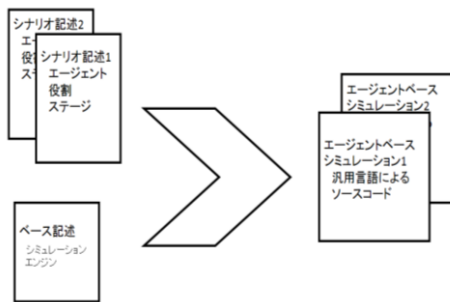 シナリオ記述2
エー
役割
ステ
シナリオ記述1
エージェント
役割
ステージ
ベース記述
シミュレーション
エンジン
エージェントベース
シミュレーション2
エージェントベース
シミュレーション1
汎用言語による
ソースコード